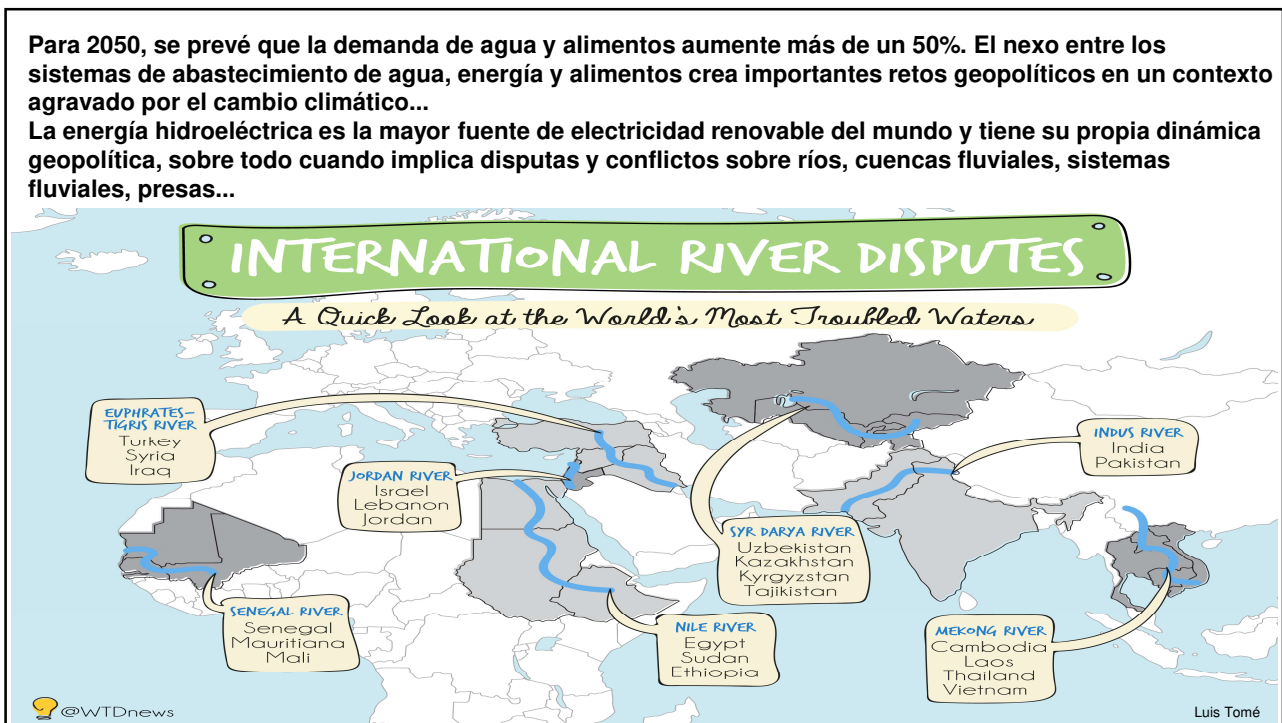 Para 2050, se prevé que la demanda de agua y alimentos aumente más de un 50%. El nexo entre los
sistemas de abastecimiento de agua, energía y alimentos crea importantes retos geopolíticos en un contexto
agravado por el cambio climático...
La energía hidroeléctrica es la mayor fuente de electricidad renovable del mundo y tiene su propia dinámica
geopolítica, sobre todo cuando implica disputas y conflictos sobre ríos, cuencas fluviales, sistemas
fluviales, presas...
INTERNATIONAL RIVER DISPUTES
A Quick Look at the World's Most Troubled Waters
EUPHRATES-
TIGRIS RIVER
Turkey
Syria
Iraq
JORDAN RIVER
Israel
Lebanon
Jordan
SYR DARYA RIVER
Uzbekistan
Kazakhstan
Kyrgyzstan
Tajikistan
INDUS RIVER
India
Pakistan
SENEGAL RIVER
Senegal
Mauritiana
Mali
NILE RIVER
Egypt
Sudan
Ethiopia
MEKONG RIVER
Cambodia
Laos
Thailand
Vietnam
@WTDnews
Luis Tomé